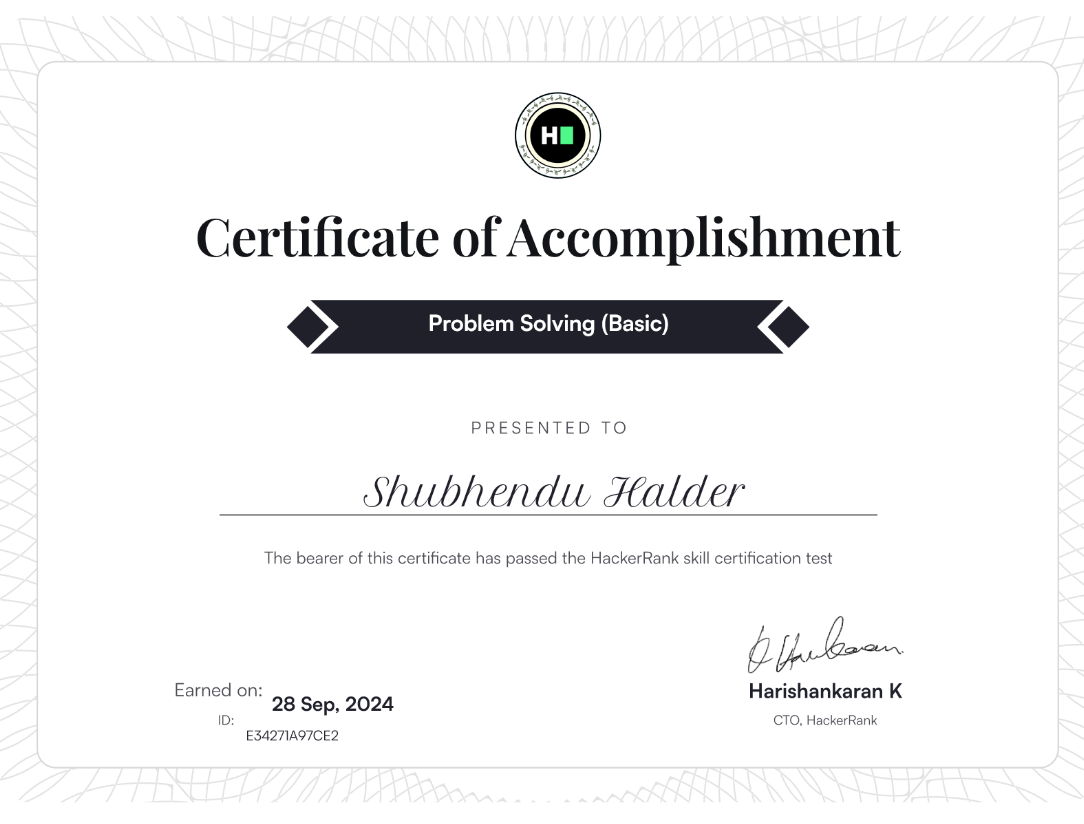 H
Certificate of Accomplishment
Problem Solving (Basic)
PRESENTED TO
Shubhendu Halder
The bearer of this certificate has passed the HackerRank skill certification test
Earned on:
28 Sep, 2024
ID:
E34271A97CE2
Harishankaran K
CTO, HackerRank